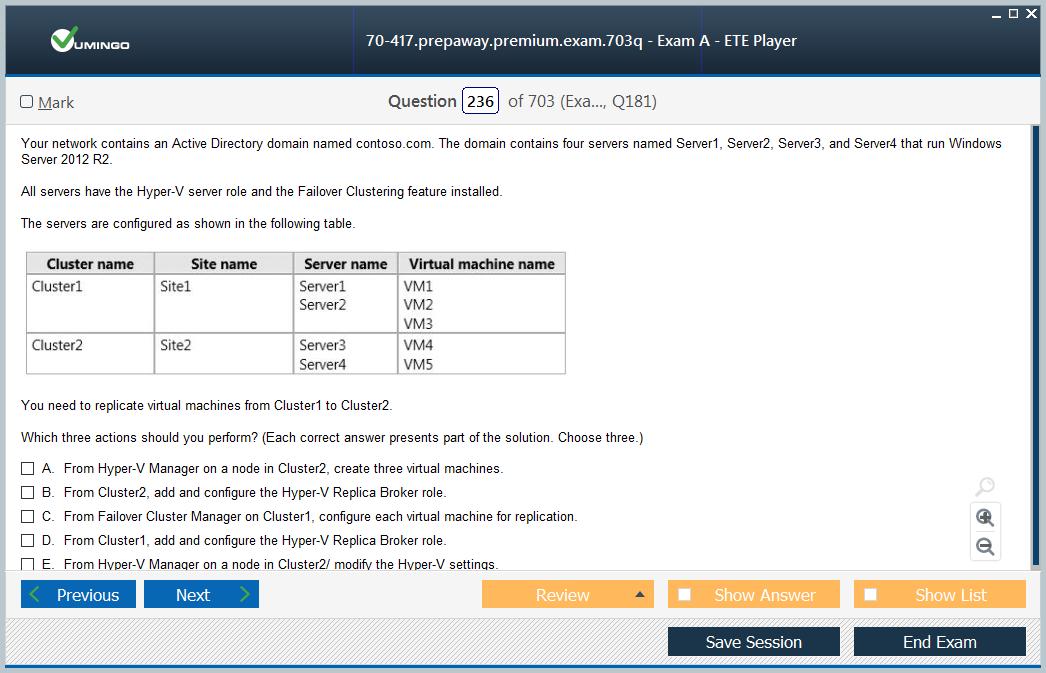 VUMINGO
70-417.prepaway.premium.exam.703q - Exam A - ETE Player
Mark
Question 236 of 703 (Exa..., Q181)
Your network contains an Active Directory domain named contoso.com. The domain contains four servers named Server1, Server2, Server3, and Server4 that run Windows
Server 2012 R2.
All servers have the Hyper-V server role and the Failover Clustering feature installed.
The servers are configured as shown in the following table.
Cluster name Site name Server name Virtual machine name
Cluster1 Site1 Server1 VM1
Server2 VM2
VM3
Cluster2 Site2 Server3 VM4
Server4 VM5
You need to replicate virtual machines from Cluster1 to Cluster2.
Which three actions should you perform? (Each correct answer presents part of the solution. Choose three.)
A. From Hyper-V Manager on a node in Cluster2, create three virtual machines.
B. From Cluster2, add and configure the Hyper-V Replica Broker role.
C. From Failover Cluster Manager on Cluster1, configure each virtual machine for replication.
D. From Cluster1, add and configure the Hyper-V Replica Broker role.
E. From Hyper-V Manager on a node in Cluster2/ modify the Hyper-V settings.
Previous Next Review Show Answer Show List
Save Session End Exam